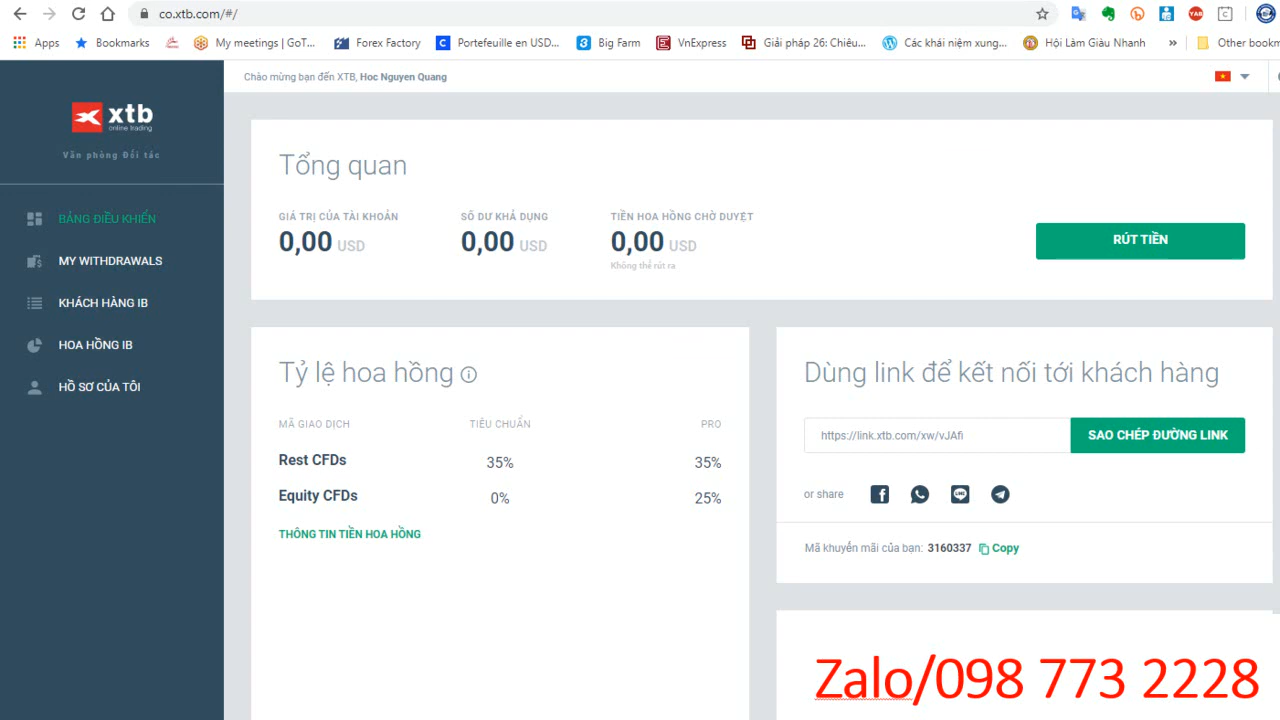 co.xtb.com/#/
Apps Bookmarks My meetings | GoT... Forex Factory Portefeuille en USD... Big Farm VnExpress Giải pháp 26: Chiêu... Các khái niệm xung... Hội Làm Giàu Nhanh » Other bookm
Chào mừng bạn đến XTB, Hoc Nguyen Quang
xtb
online trading
Văn phòng Đối tác
BẢNG ĐIỀU KHIỂN
MY WITHDRAWALS
KHÁCH HÀNG IB
HOA HỒNG IB
HỒ SƠ CỦA TÔI
Tổng quan
GIÁ TRỊ CỦA TÀI KHOẢN SỐ DƯ KHẢ DỤNG TIỀN HOA HỒNG CHỜ DUYỆT
0,00 USD 0,00 USD 0,00 USD
Không thể rút ra
RÚT TIỀN
Tỷ lệ hoa hồng
MÃ GIAO DỊCH TIÊU CHUẨN PRO
Rest CFDs 35% 35%
Equity CFDs 0% 25%
THÔNG TIN TIỀN HOA HỒNG
Dùng link để kết nối tới khách hàng
https://link.xtb.com/xw/vJAfi SAO CHÉP ĐƯỜNG LINK
or share
Mã khuyến mãi của bạn: 3160337 Copy
Zalo/098 773 2228